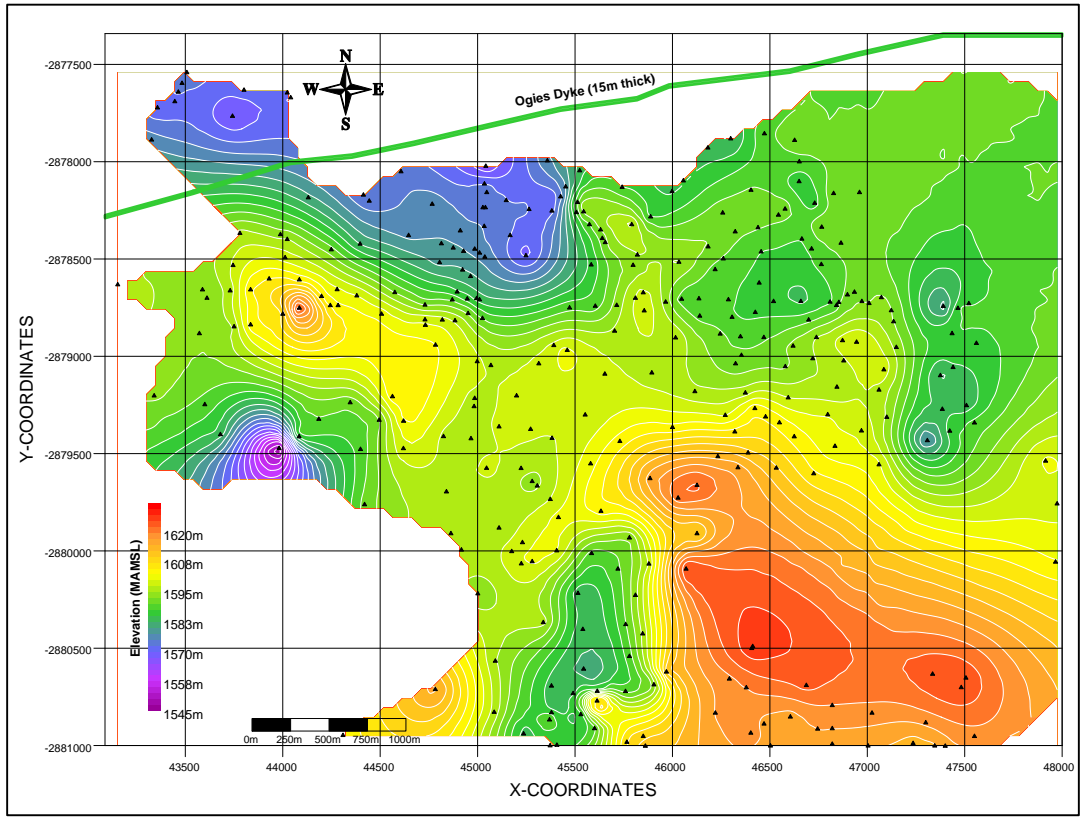 -2877500
N
W E
S
Ogies Dyke (15m thick)
-2878000
-2878500
-2879000
-2879500
-2880000
-2880500
-2881000
Y-COORDINATES
Elevation (MAMSL)
1620m
1608m
1595m
1583m
1570m
1558m
1545m
0m 250m 500m 750m 1000m
43500 44000 44500 45000 45500 46000 46500 47000 47500 48000
X-COORDINATES